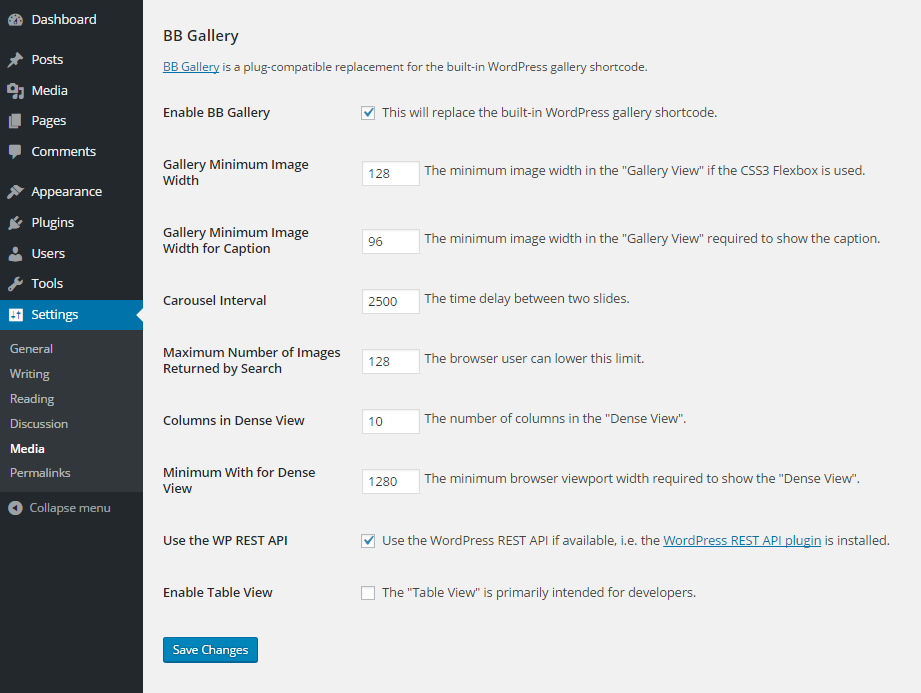 Dashboard
Posts
Media
Pages
Comments
Appearance
Plugins
Users
Tools
Settings
General
Writing
Reading
Discussion
Media
Permalinks
Collapse menu
BB Gallery
BB Gallery is a plug-compatible replacement for the built-in WordPress gallery shortcode.
Enable BB Gallery
This will replace the built-in WordPress gallery shortcode.
Gallery Minimum Image
Width
128
The minimum image width in the "Gallery View" if the CSS3 Flexbox is used.
Gallery Minimum Image
Width for Caption
96
The minimum image width in the "Gallery View" required to show the caption.
Carousel Interval
2500
The time delay between two slides.
Maximum Number of Images
Returned by Search
128
The browser user can lower this limit.
Columns in Dense View
10
The number of columns in the "Dense View".
Minimum With for Dense
View
1280
The minimum browser viewport width required to show the "Dense View".
Use the WP REST API
Use the WordPress REST API if available, i.e. the WordPress REST API plugin is installed.
Enable Table View
The "Table View" is primarily intended for developers.
Save Changes